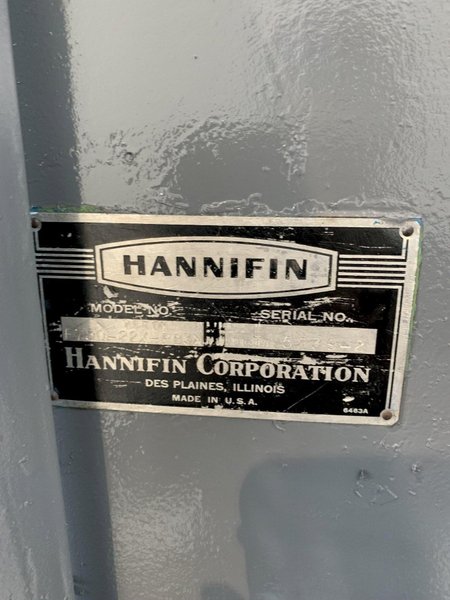 HANNIFIN
MODEL NO. SERIAL NO.
HANNIFIN CORPORATION
DES PLAINES, ILLINOIS
MADE IN U.S.A.
6483A